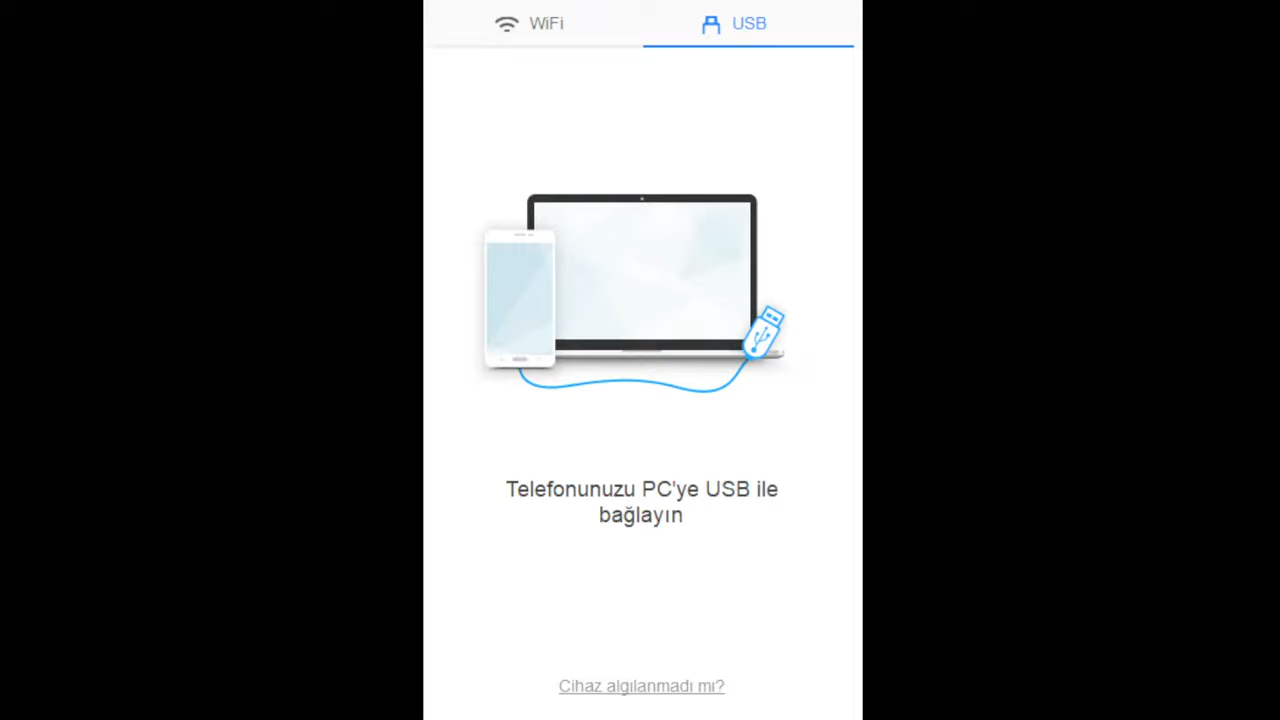 WiFi
USB
Telefonunuzu PC'ye USB ile
bağlayın
Cihaz algılanmadı mı?